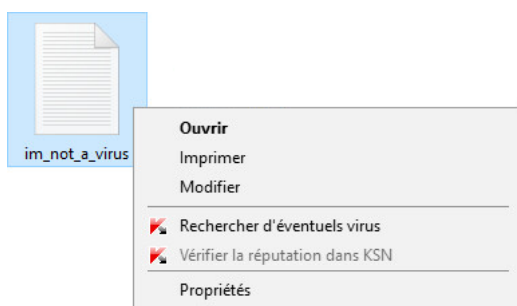 im_not_a_virus
Ouvrir
Imprimer
Modifier
Rechercher d'éventuels virus
Vérifier la réputation dans KSN
Propriétés